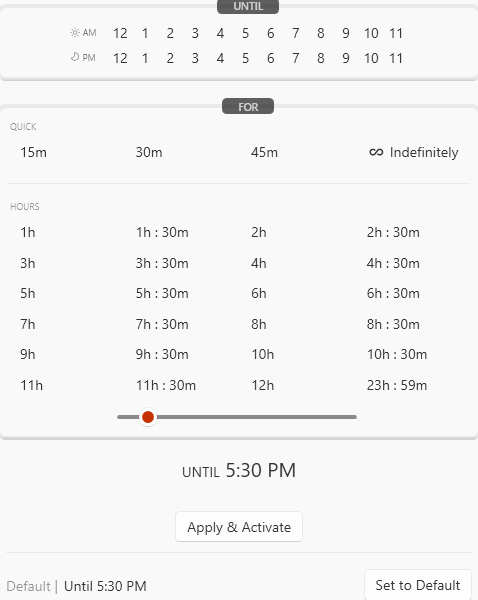 UNTIL
AM 12 1 2 3 4 5 6 7 8 9 10 11
PM 12 1 2 3 4 5 6 7 8 9 10 11
FOR
QUICK
15m 30m 45m ∞ Indefinitely
HOURS
1h 1h : 30m 2h 2h : 30m
3h 3h : 30m 4h 4h : 30m
5h 5h : 30m 6h 6h : 30m
7h 7h : 30m 8h 8h : 30m
9h 9h : 30m 10h 10h : 30m
11h 11h : 30m 12h 23h : 59m
UNTIL 5:30 PM
Apply & Activate
Default | Until 5:30 PM Set to Default